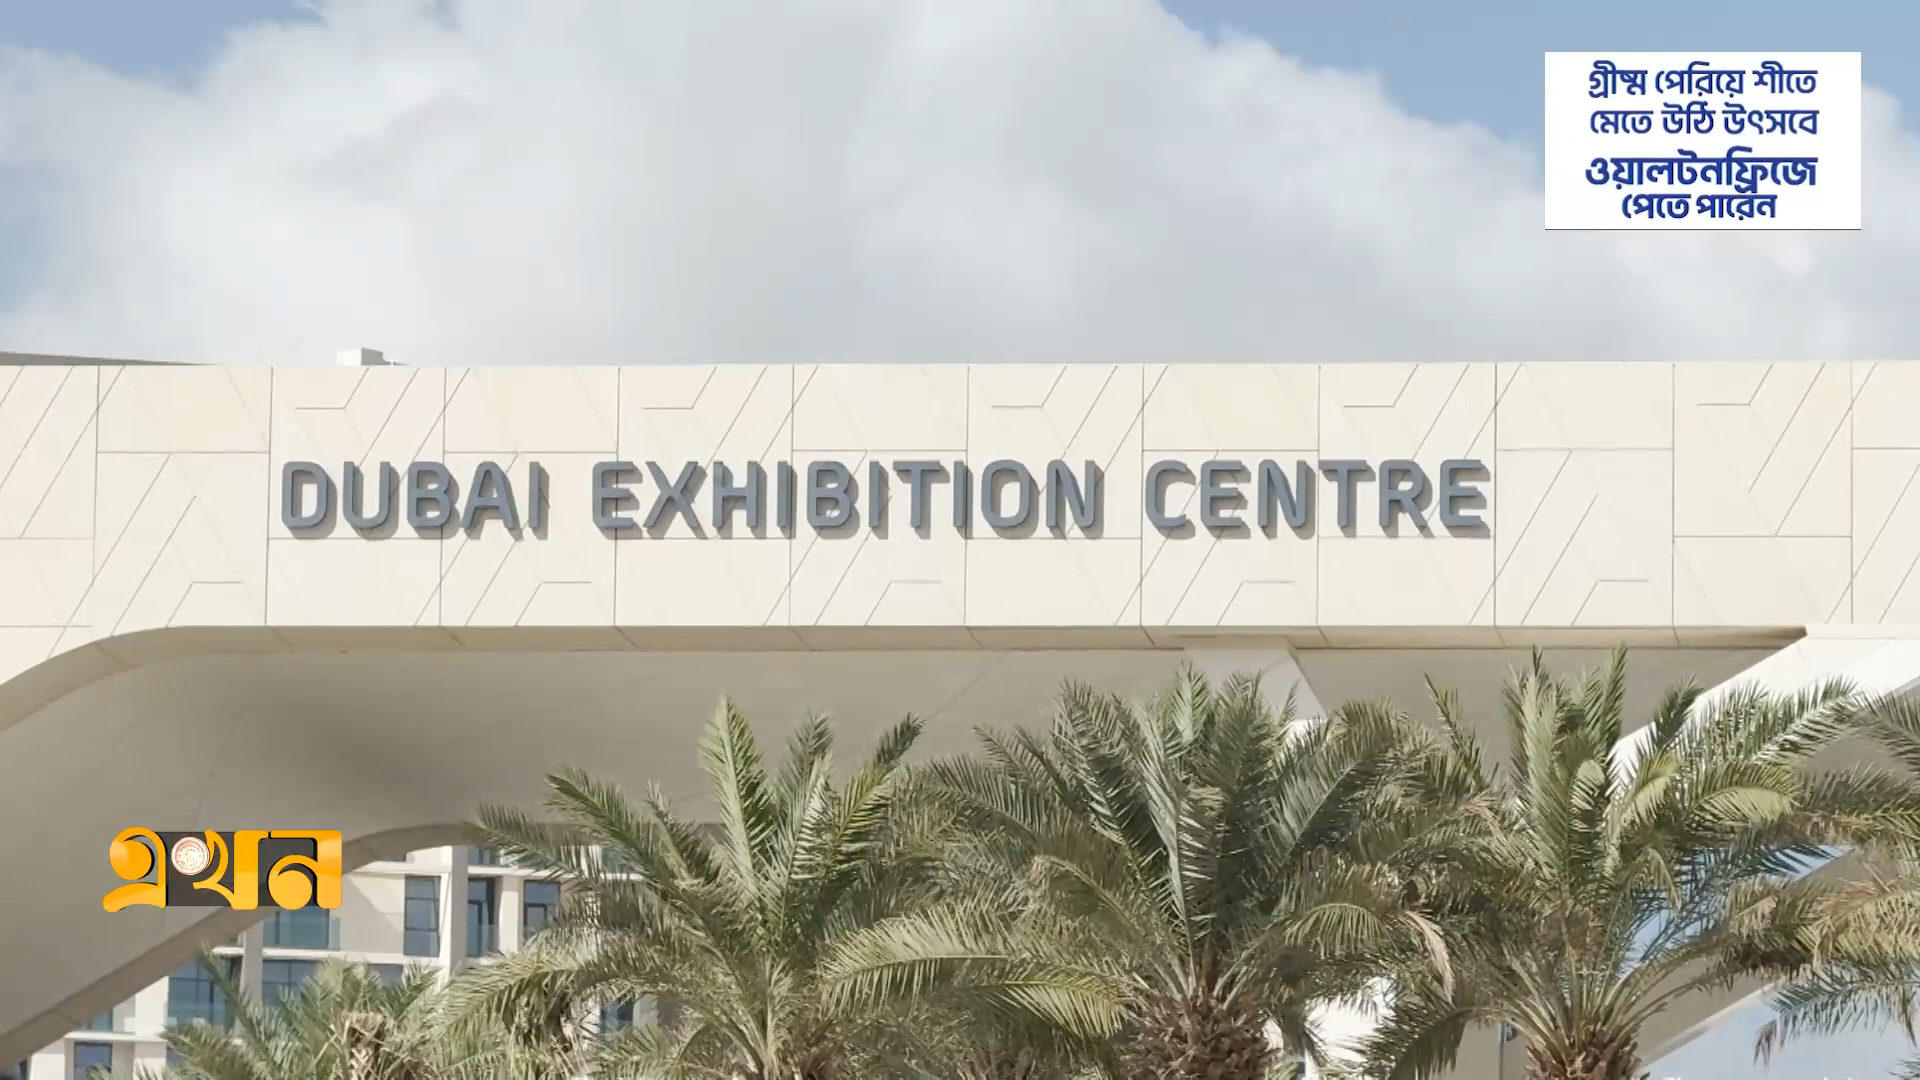 গ্রীষ্ম পেরিয়ে শীতে
মেতে উঠি উৎসবে
ওয়ালটনফ্রিজে
পেতে পারেন
DUBAI EXHIBITION CENTRE
এখন